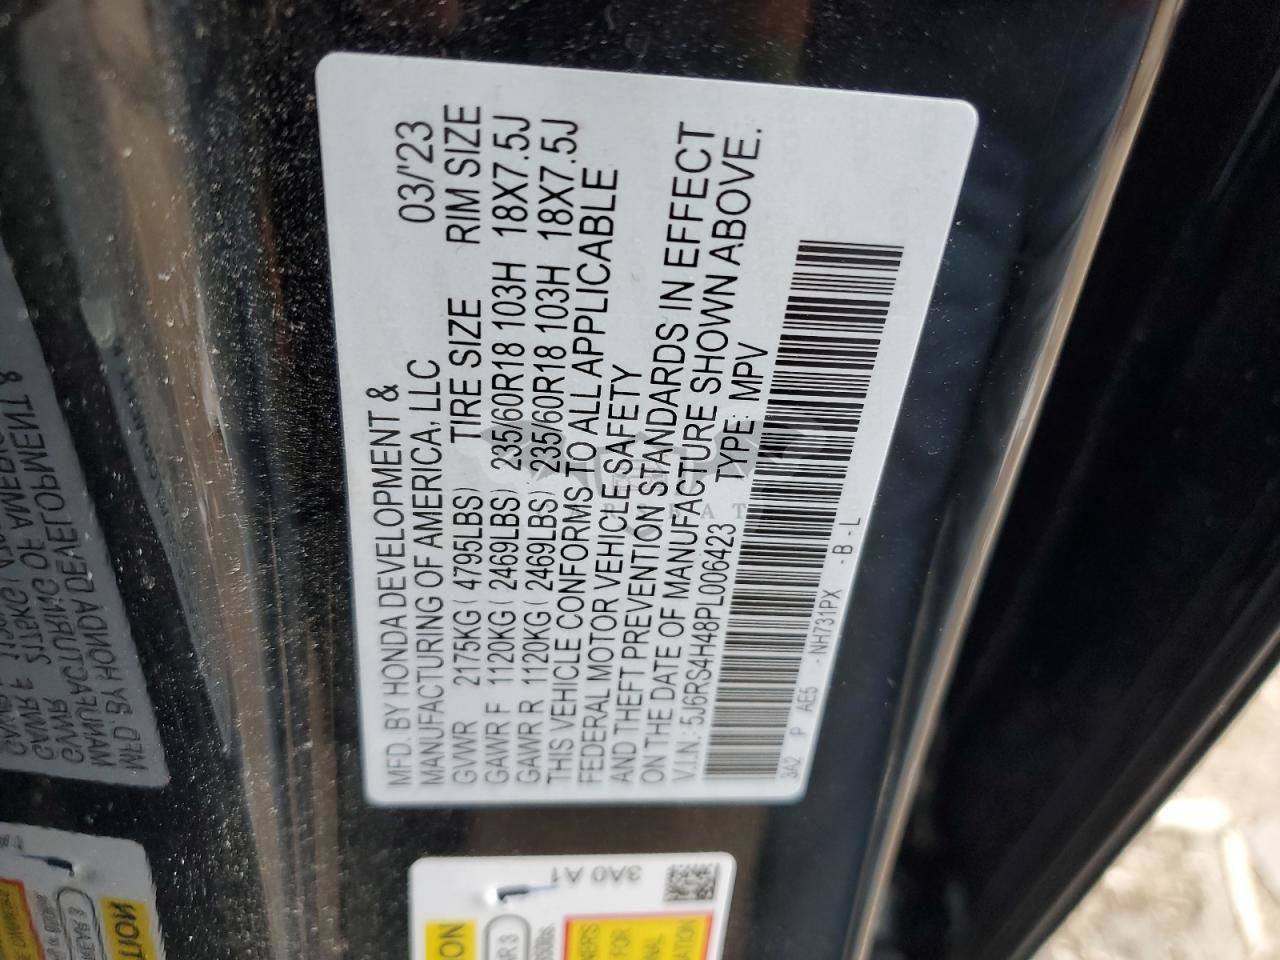 MFD. BY HONDA DEVELOPMENT &
MANUFACTURING OF AMERICA, LLC 03/'23
GVWR 2175KG ( 4795LBS) TIRE SIZE RIM SIZE
GAWR F 1120KG ( 2469LBS) 235/60R18 103H 18X7.5J
GAWR R 1120KG ( 2469LBS) 235/60R18 103H 18X7.5J
THIS VEHICLE CONFORMS TO ALL APPLICABLE
FEDERAL MOTOR VEHICLE SAFETY
AND THEFT PREVENTION STANDARDS IN EFFECT
ON THE DATE OF MANUFACTURE SHOWN ABOVE.
V.I.N.: 5J6RS4H48PL006423 TYPE: MPV
3A2 P AE5 - NH731PX - B - L
3A0 A1